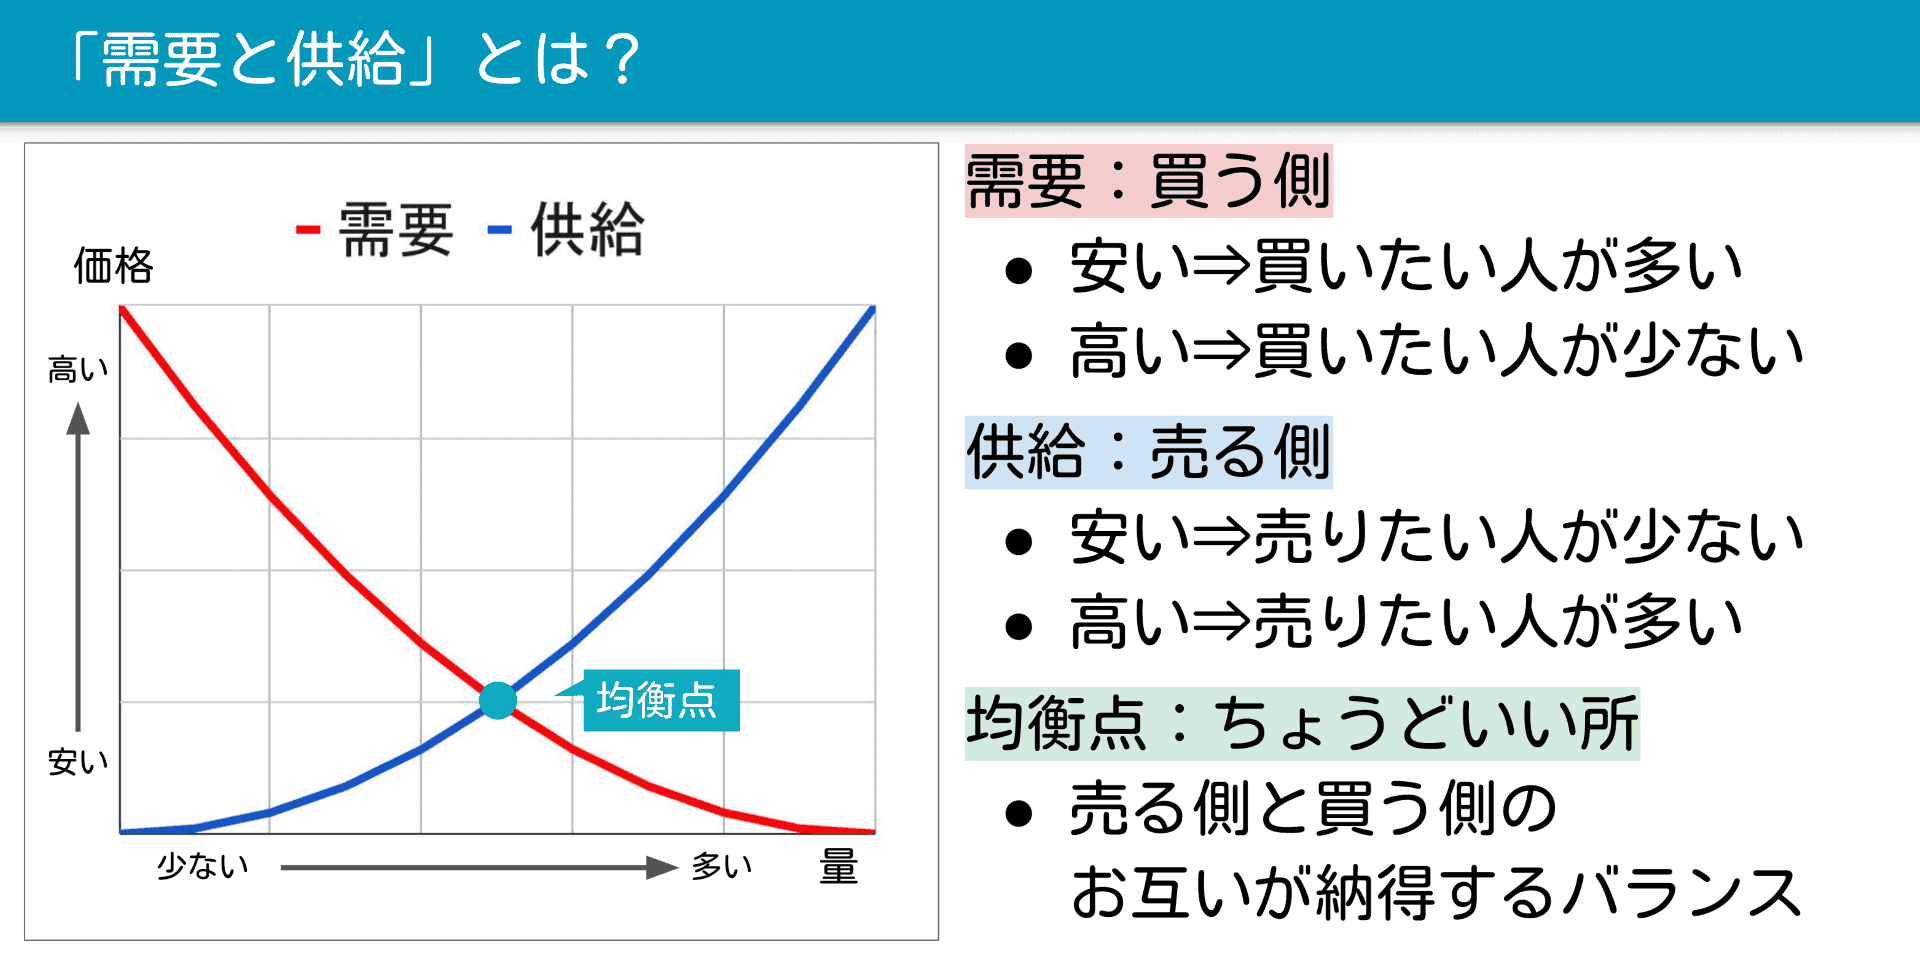 「需要と供給」とは？
需要 供給
価格
高い
安い
均衡点
少ない
多い
量
需要：買う側
● 安い⇒買いたい人が多い
● 高い⇒買いたい人が少ない
供給：売る側
● 安い⇒売りたい人が少ない
● 高い⇒売りたい人が多い
均衡点：ちょうどいい所
● 売る側と買う側の
お互いが納得するバランス